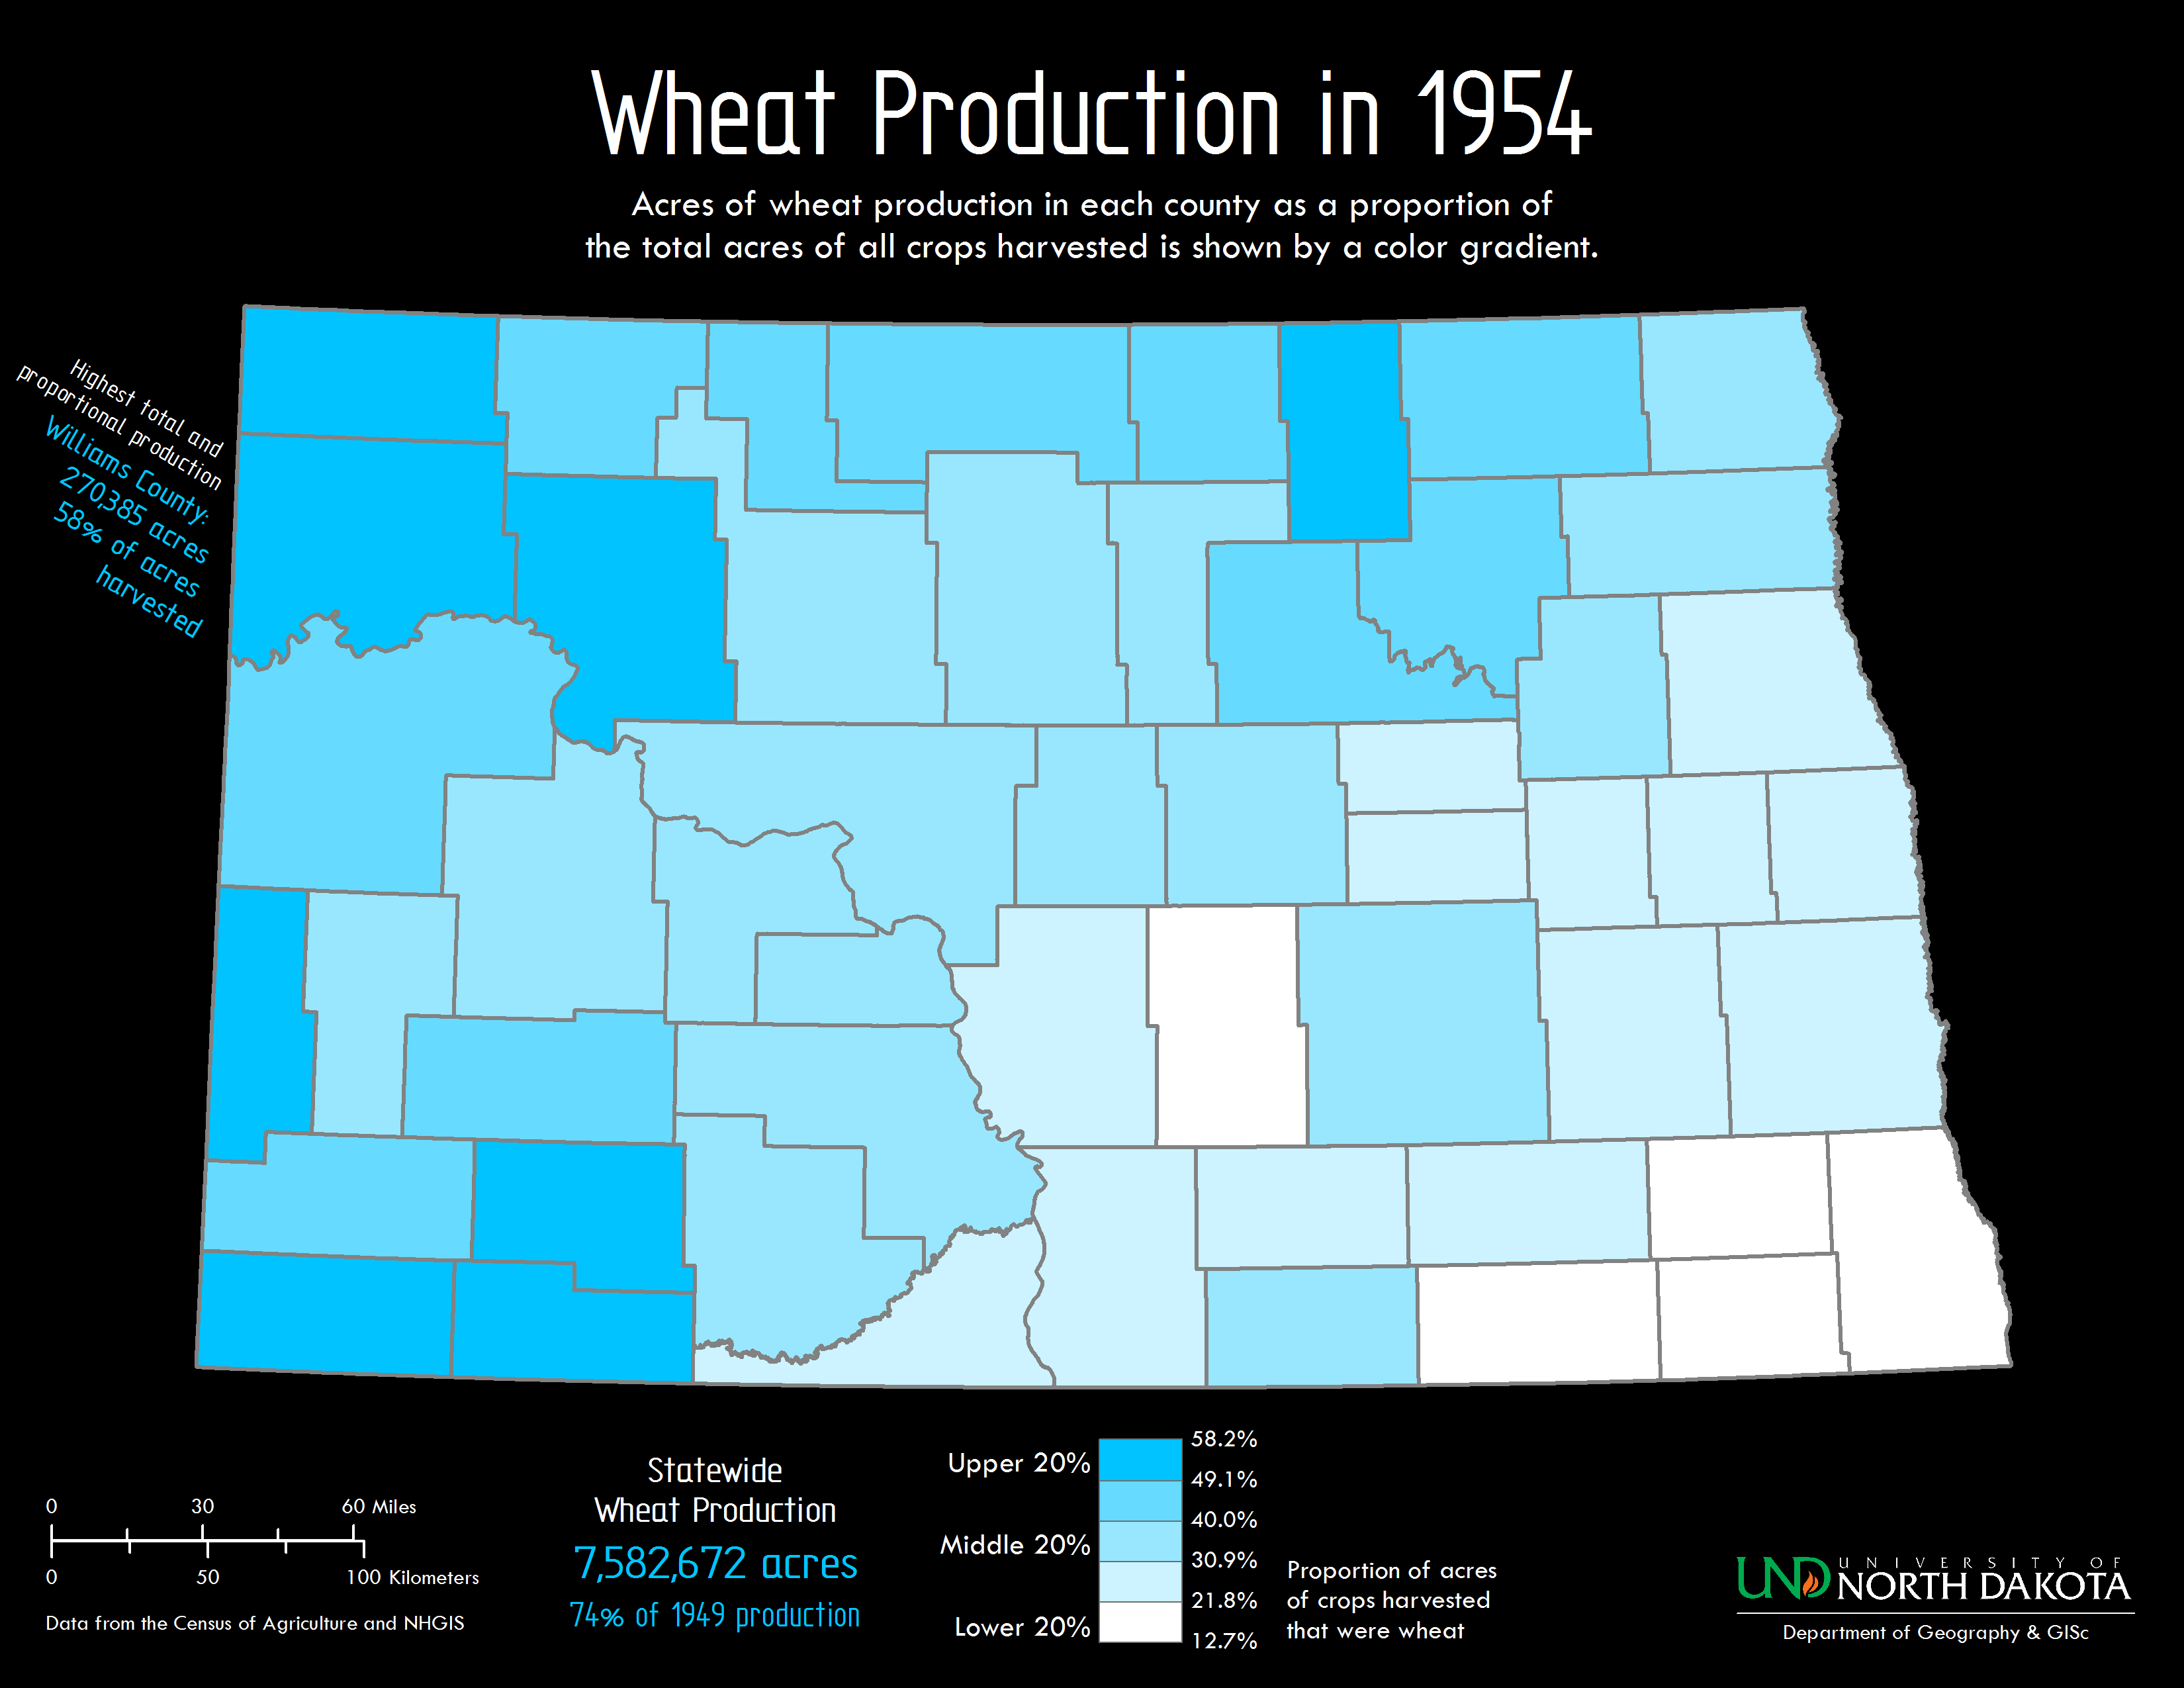 Wheat Production in 1954
Acres of wheat production in each county as a proportion of
the total acres of all crops harvested is shown by a color gradient.
Highest total and
proportional production
Williams County:
270,385 acres
58% of acres
harvested
0 30 60 Miles
0 50 100 Kilometers
Data from the Census of Agriculture and NHGIS
Statewide
Wheat Production
7,582,672 acres
74% of 1949 production
Upper 20%
Middle 20%
Lower 20%
58.2%
49.1%
40.0%
30.9%
21.8%
12.7%
Proportion of acres
of crops harvested
that were wheat
UND
UNIVERSITY OF
NORTH DAKOTA
Department of Geography & GISc